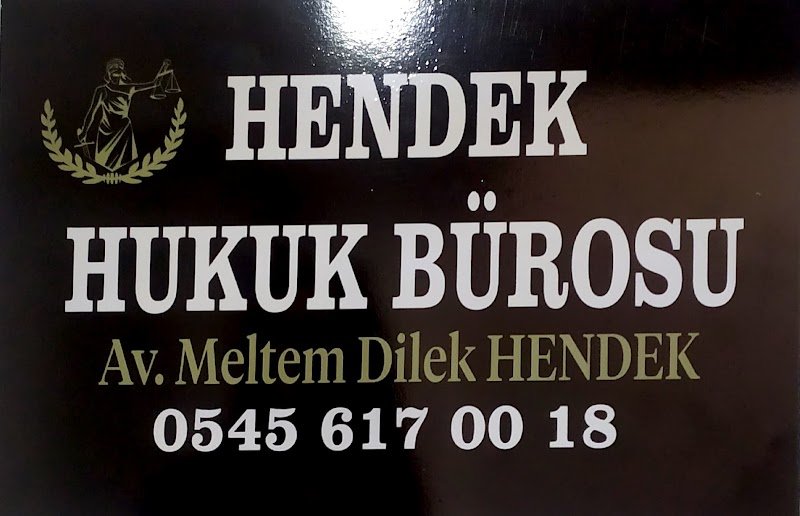 HENDEK
HUKUK BÜROSU
Av. Meltem Dilek HENDEK
0545 617 00 18